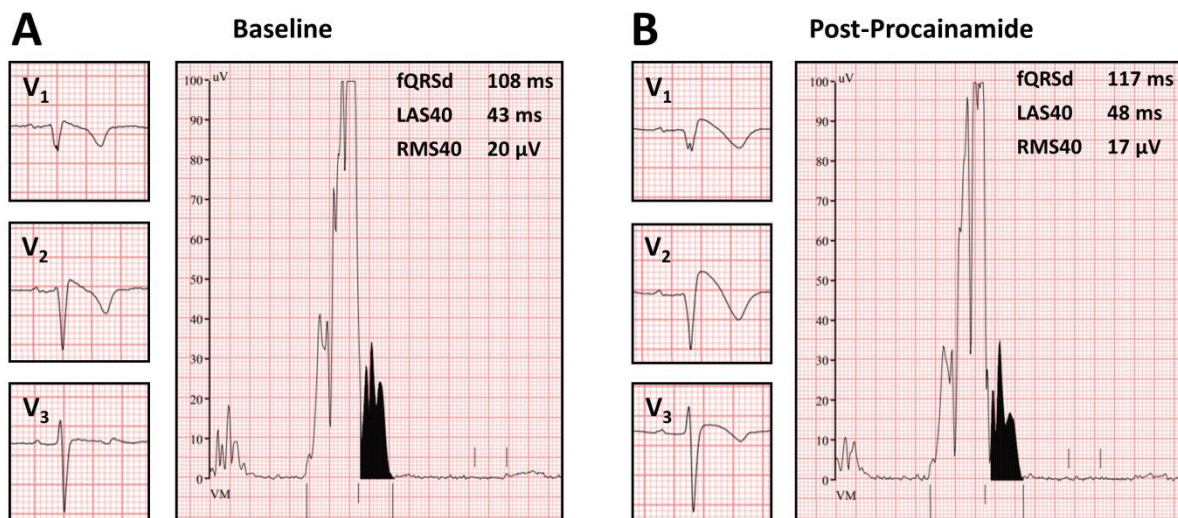 A Baseline
V1
V2
V3
uV
100
90
80
70
60
50
40
30
20
10
0
VM
fQRSd 108 ms
LAS40 43 ms
RMS40 20 µV
B Post-Procainamide
V1
V2
V3
uV
100
90
80
70
60
50
40
30
20
10
0
VM
fQRSd 117 ms
LAS40 48 ms
RMS40 17 µV